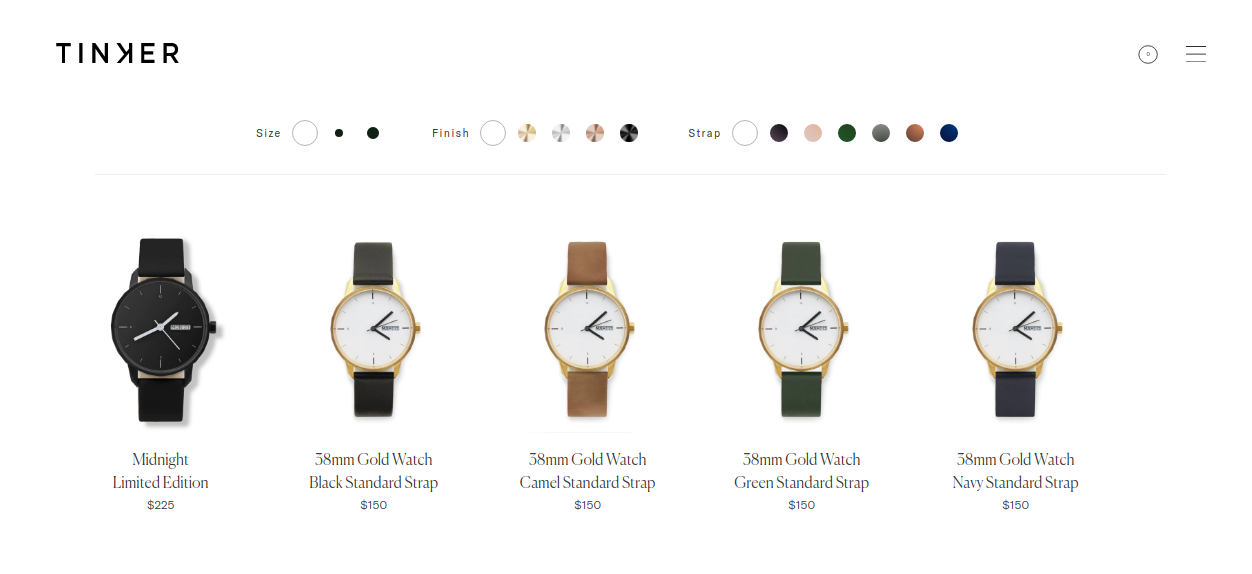 TINKER
0
Size
Finish
Strap
Midnight
Limited Edition
$225
38mm Gold Watch
Black Standard Strap
$150
38mm Gold Watch
Camel Standard Strap
$150
38mm Gold Watch
Green Standard Strap
$150
38mm Gold Watch
Navy Standard Strap
$150